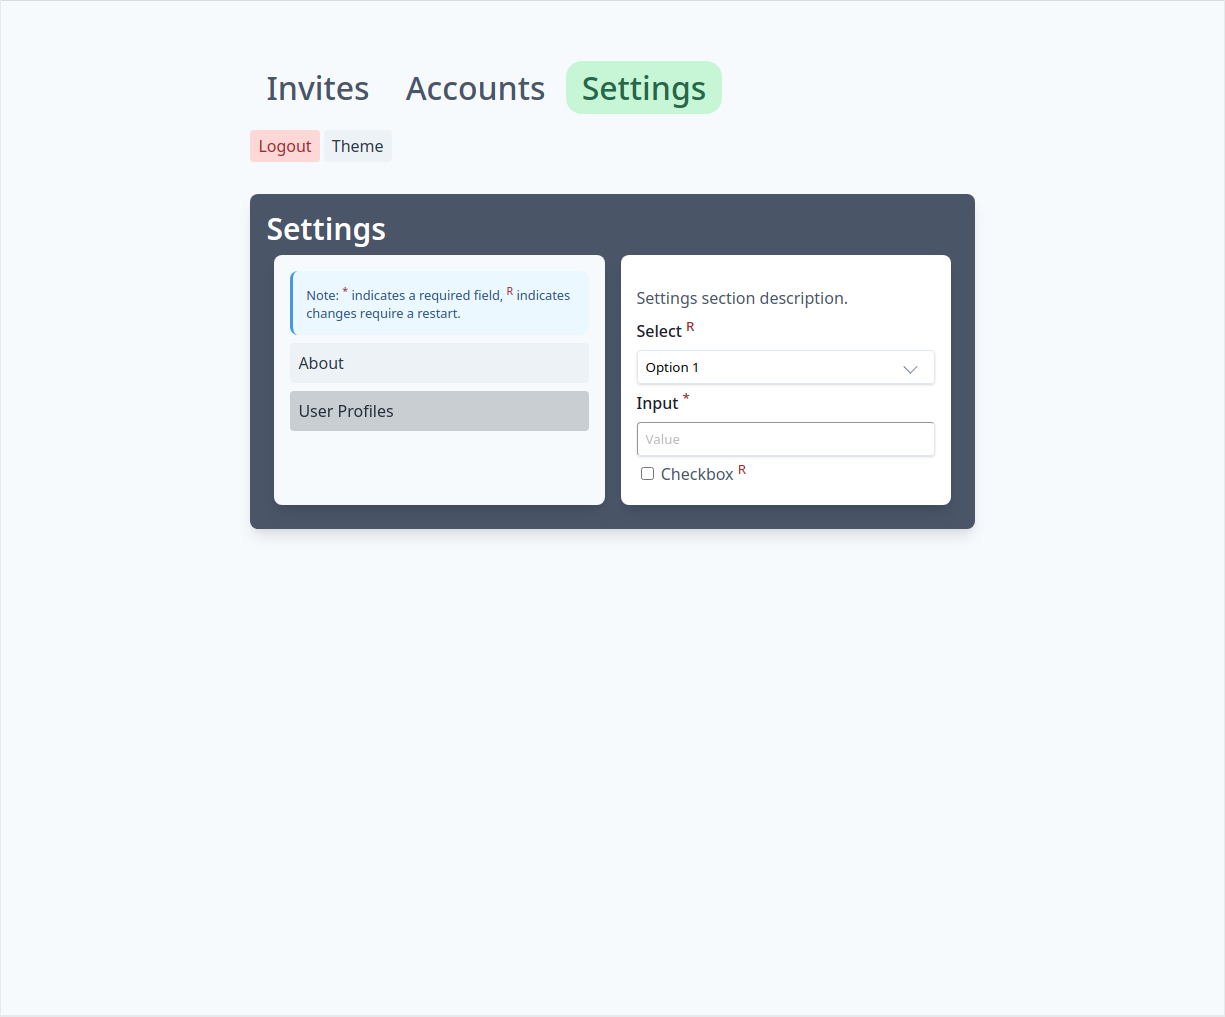 Invites Accounts Settings
Logout Theme
Settings
Note: * indicates a required field, R indicates
changes require a restart.
About
User Profiles
Settings section description.
Select R
Option 1
Input *
Value
Checkbox R